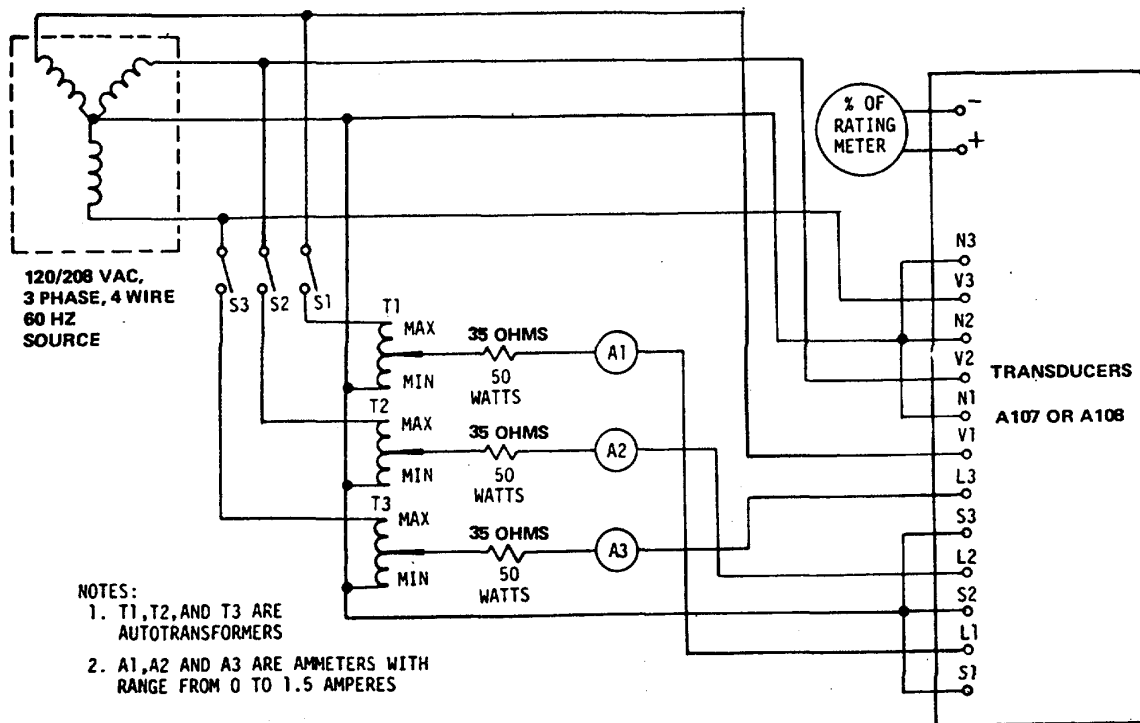 % OF
RATING
METER
-
+
120/208 VAC,
3 PHASE, 4 WIRE
60 HZ
SOURCE
S3
S2
S1
T1
MAX
MIN
35 OHMS
50
WATTS
A1
T2
MAX
MIN
35 OHMS
50
WATTS
A2
T3
MAX
MIN
35 OHMS
50
WATTS
A3
N3
V3
N2
V2
N1
V1
L3
S3
L2
S2
L1
S1
TRANSDUCERS
A107 OR A108
NOTES:
1. T1,T2,AND T3 ARE
AUTOTRANSFORMERS
2. A1,A2 AND A3 ARE AMMETERS WITH
RANGE FROM 0 TO 1.5 AMPERES